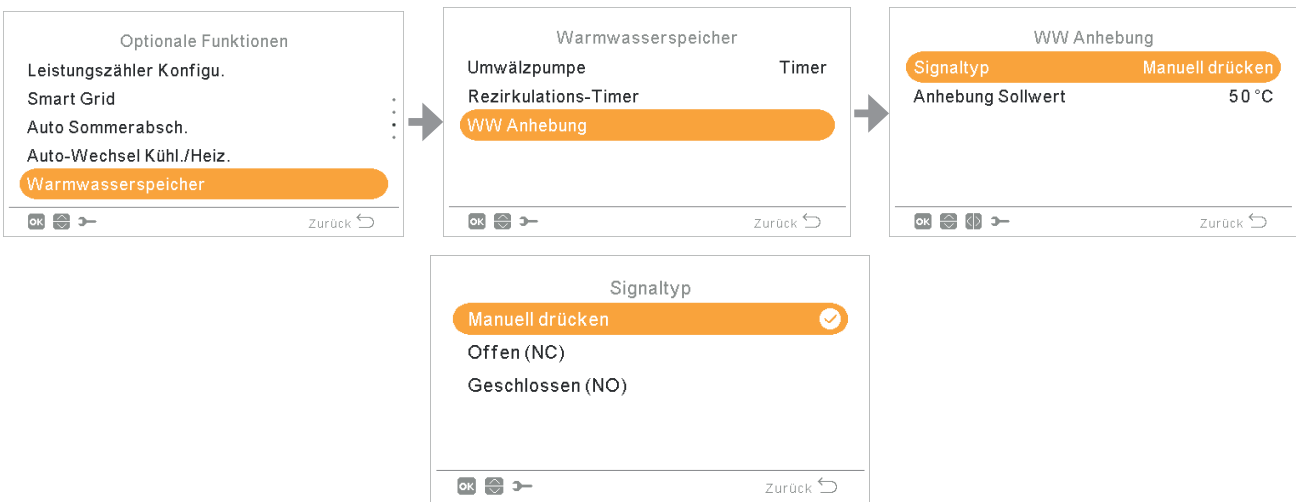 Optionale Funktionen
Leistungszähler Konfigu.
Smart Grid
Auto Sommerabsch.
Auto-Wechsel Kühl./Heiz.
Warmwasserspeicher
OK Zurück
Warmwasserspeicher
Umwälzpumpe Timer
Rezirkulations-Timer
WW Anhebung
OK Zurück
WW Anhebung
Signaltyp Manuell drücken
Anhebung Sollwert 50°C
OK Zurück
Signaltyp
Manuell drücken
Offen (NC)
Geschlossen (NO)
OK Zurück